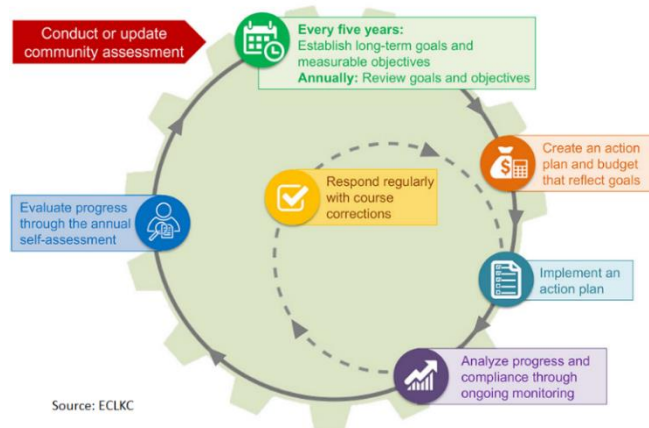 Conduct or update
community assessment
Every five years:
Establish long-term goals and
measurable objectives
Annually: Review goals and objectives
Create an action
plan and budget
that reflect goals
Respond regularly
with course
corrections
Evaluate progress
through the annual
self-assessment
Implement an
action plan
Analyze progress and
compliance through
ongoing monitoring
Source: ECLKC